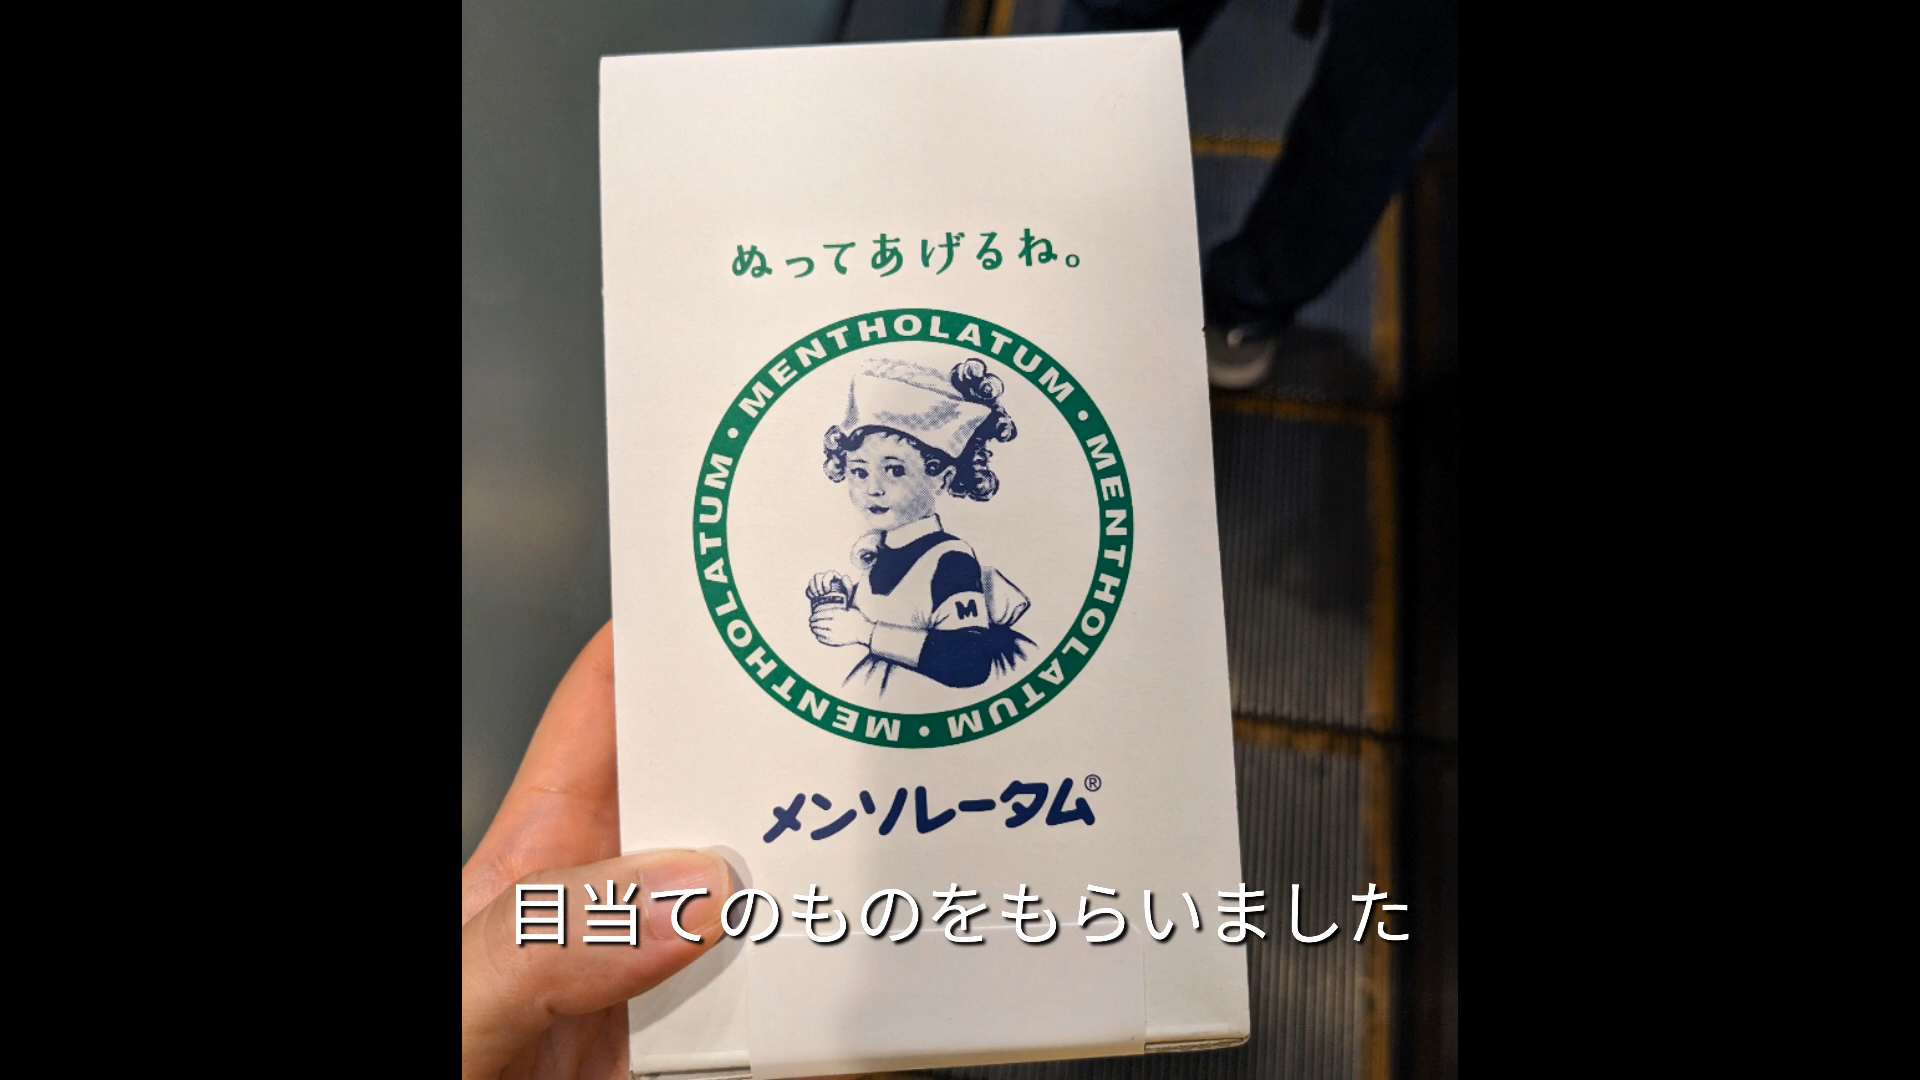 ぬってあげるね。
MENTHOLATUM • MENTHOLATUM • MENTHOLATUM •
M
メンソレータム®
目当てのものをもらいました